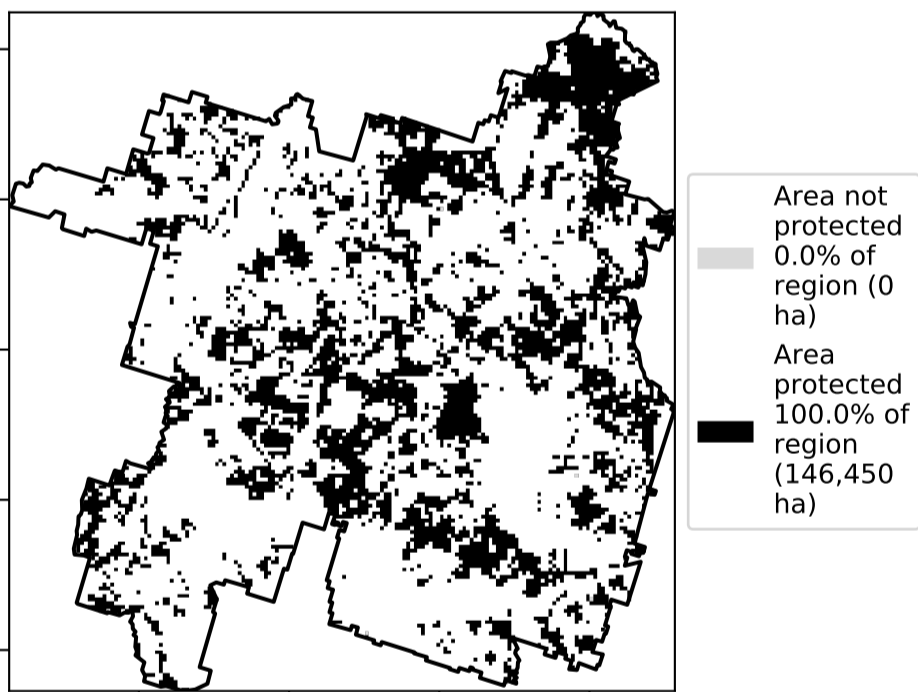 Area not
protected
0.0% of
region (0
ha)
Area
protected
100.0% of
region
(146,450
ha)